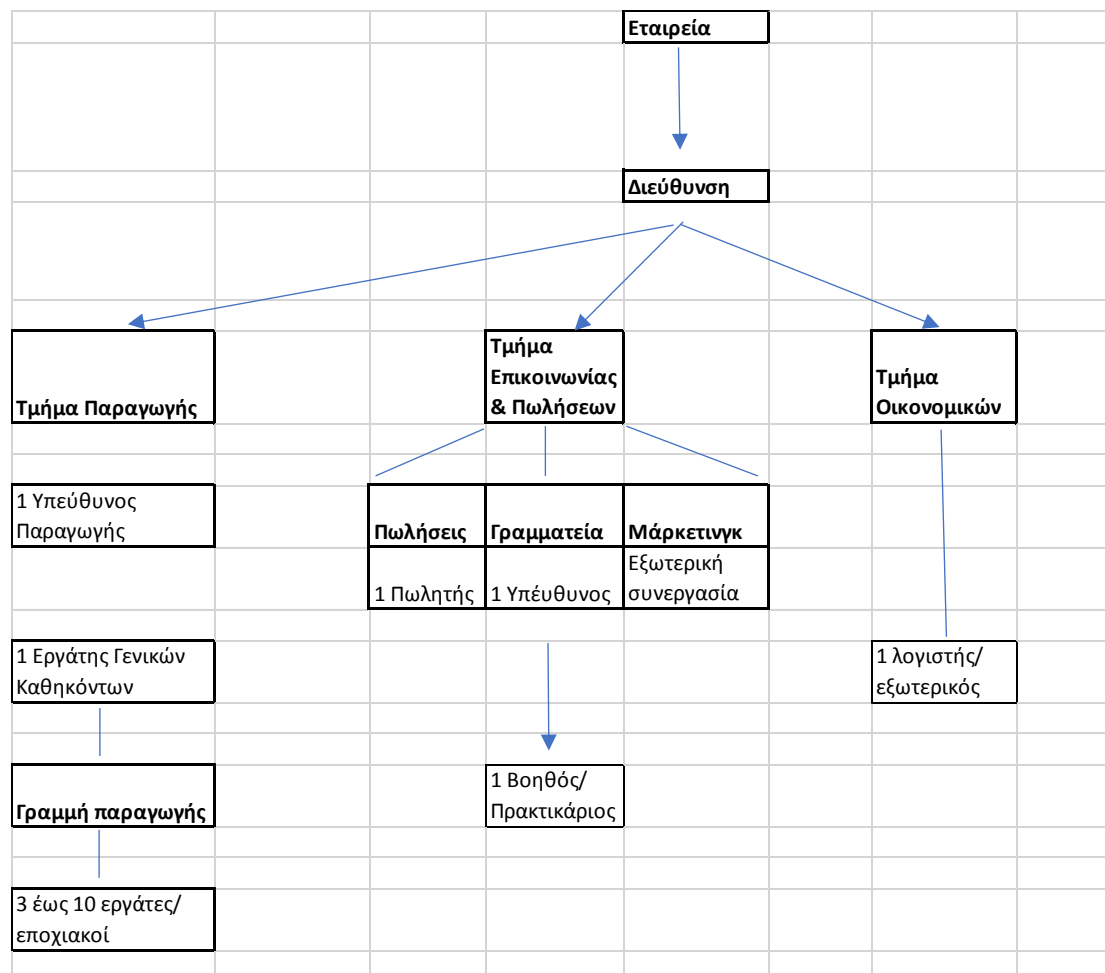 Εταιρεία
Διεύθυνση
Τμήμα Παραγωγής
Τμήμα
Επικοινωνίας
& Πωλήσεων
Τμήμα
Οικονομικών
1 Υπεύθυνος
Παραγωγής
Πωλήσεις
Γραμματεία
Μάρκετινγκ
1 Πωλητής
1 Υπέυθυνος
Εξωτερική
συνεργασία
1 Εργάτης Γενικών
Καθηκόντων
1 λογιστής/
εξωτερικός
Γραμμή παραγωγής
1 Βοηθός/
Πρακτικάριος
3 έως 10 εργάτες/
εποχιακοί